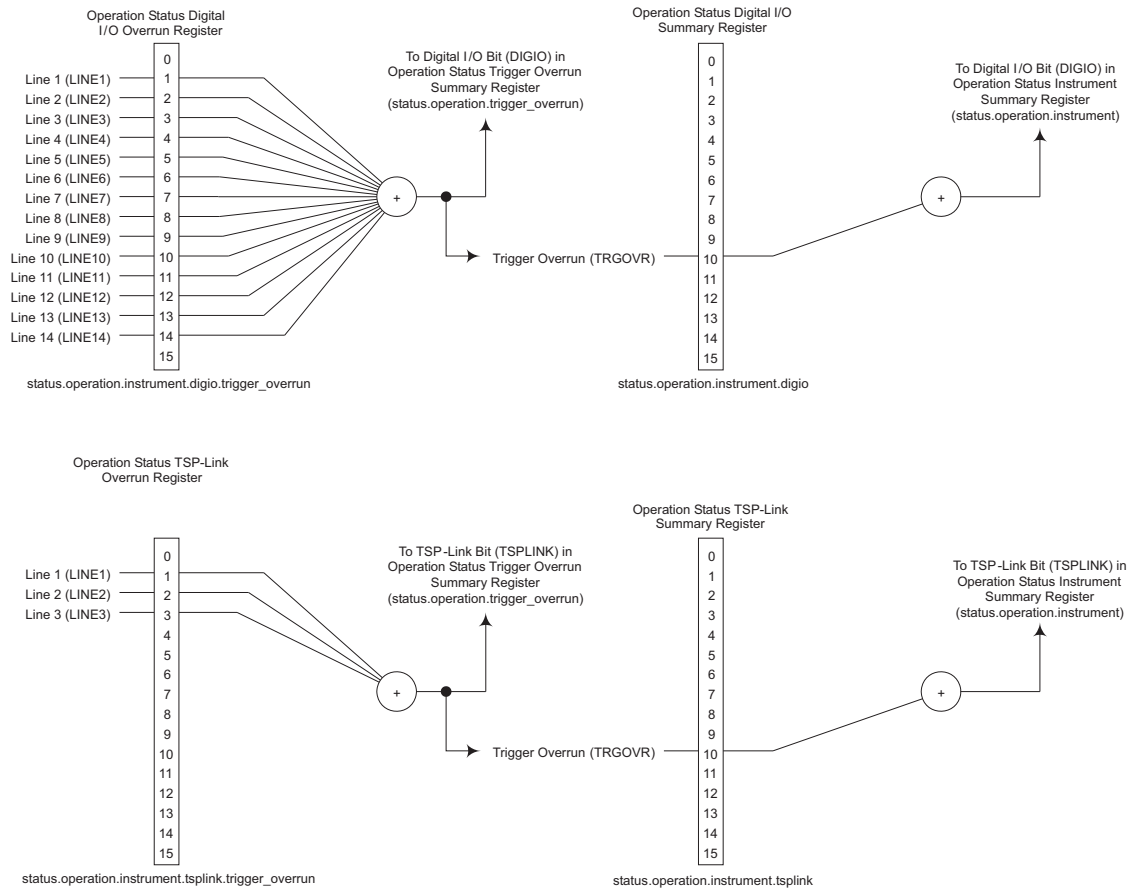 Operation Status Digital
I/O Overrun Register
0
1
2
3
4
5
6
7
8
9
10
11
12
13
14
15
Line 1 (LINE1)
Line 2 (LINE2)
Line 3 (LINE3)
Line 4 (LINE4)
Line 5 (LINE5)
Line 6 (LINE6)
Line 7 (LINE7)
Line 8 (LINE8)
Line 9 (LINE9)
Line 10 (LINE10)
Line 11 (LINE11)
Line 12 (LINE12)
Line 13 (LINE13)
Line 14 (LINE14)
status.operation.instrument.digio.trigger_overrun
+
To Digital I/O Bit (DIGIO) in
Operation Status Trigger Overrun
Summary Register
(status.operation.trigger_overrun)
Trigger Overrun (TRGOVR)
Operation Status Digital I/O
Summary Register
0
1
2
3
4
5
6
7
8
9
10
11
12
13
14
15
status.operation.instrument.digio
+
To Digital I/O Bit (DIGIO) in
Operation Status Instrument
Summary Register
(status.operation.instrument)
Operation Status TSP-Link
Overrun Register
0
1
2
3
4
5
6
7
8
9
10
11
12
13
14
15
Line 1 (LINE1)
Line 2 (LINE2)
Line 3 (LINE3)
status.operation.instrument.tsplink.trigger_overrun
+
To TSP-Link Bit (TSPLINK) in
Operation Status Trigger Overrun
Summary Register
(status.operation.trigger_overrun)
Trigger Overrun (TRGOVR)
Operation Status TSP-Link
Summary Register
0
1
2
3
4
5
6
7
8
9
10
11
12
13
14
15
status.operation.instrument.tsplink
+
To TSP-Link Bit (TSPLINK) in
Operation Status Instrument
Summary Register
(status.operation.instrument)